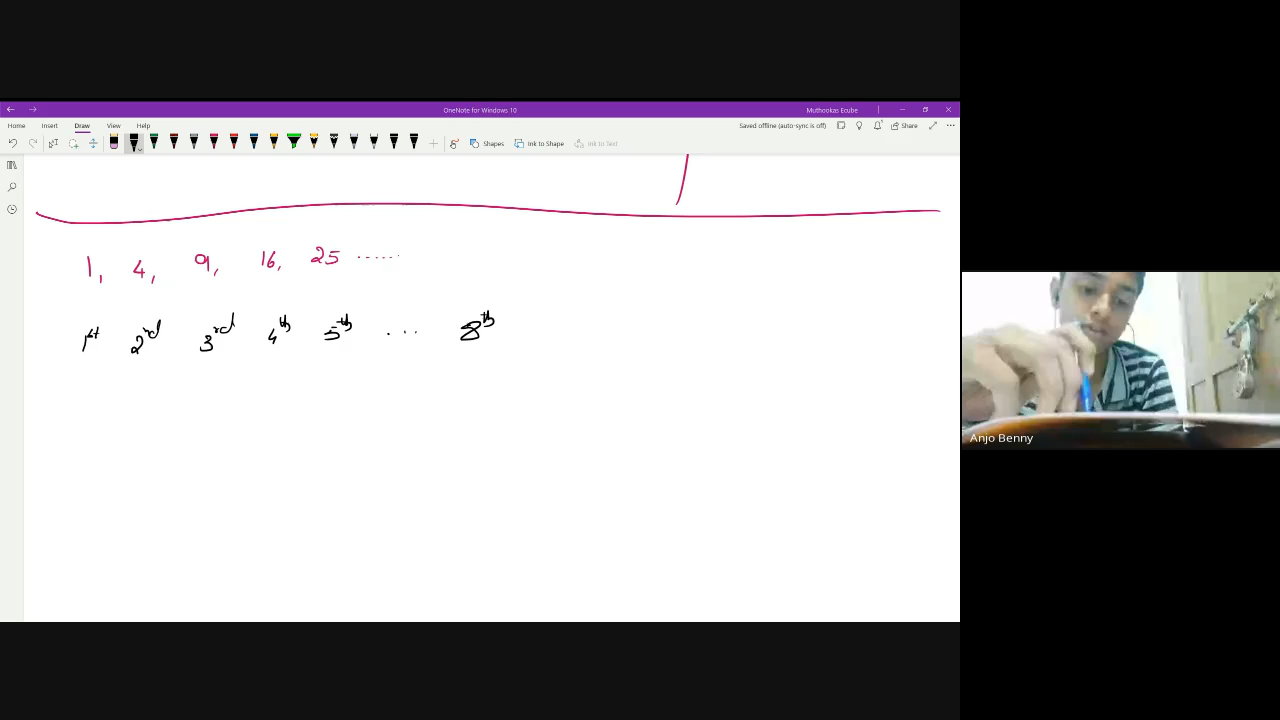 OneNote for Windows 10
Muthookas Ecube
Home Insert Draw View Help
Saved offline (auto-sync is off) Share
Shapes Ink to Shape Ink to Text
1, 4, 9, 16, 25 ......
1st 2nd 3rd 4th 5th ... 8th
Anjo Benny